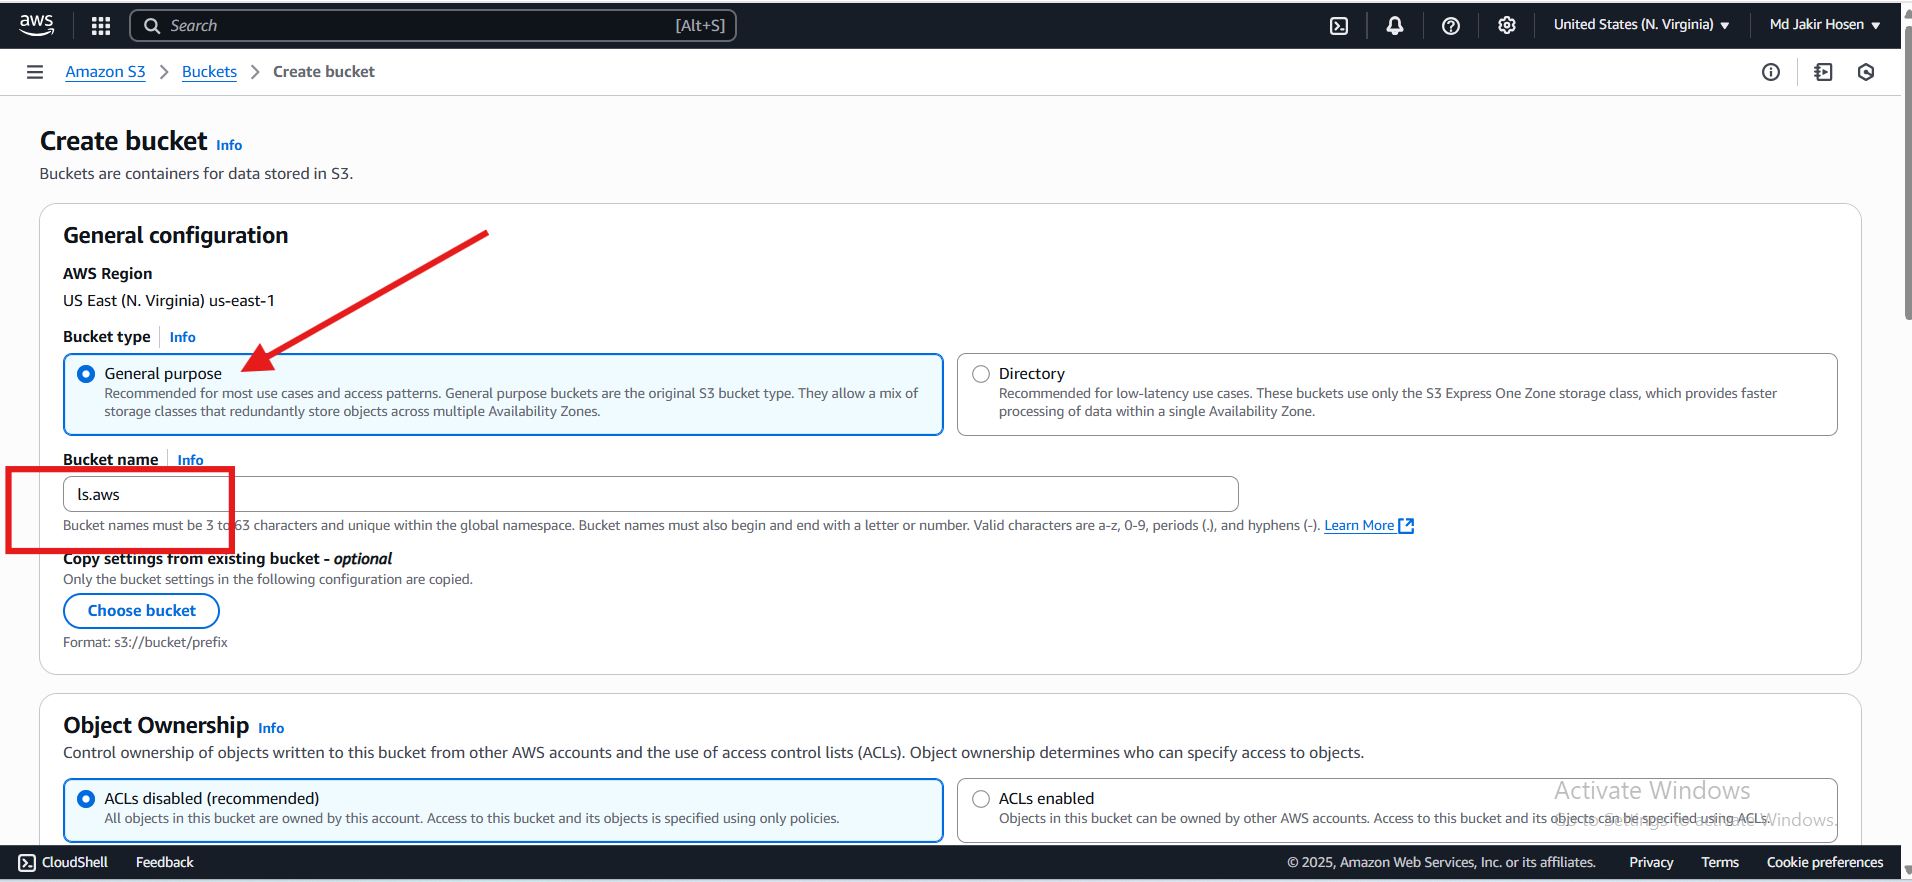 aws
Search [Alt+S]
United States (N. Virginia) Md Jakir Hosen
Amazon S3 Buckets Create bucket
Create bucket Info
Buckets are containers for data stored in S3.
General configuration
AWS Region
US East (N. Virginia) us-east-1
Bucket type Info
General purpose
Recommended for most use cases and access patterns. General purpose buckets are the original S3 bucket type. They allow a mix of
storage classes that redundantly store objects across multiple Availability Zones.
Directory
Recommended for low-latency use cases. These buckets use only the S3 Express One Zone storage class, which provides faster
processing of data within a single Availability Zone.
Bucket name Info
ls.aws
Bucket names must be 3 to 63 characters and unique within the global namespace. Bucket names must also begin and end with a letter or number. Valid characters are a-z, 0-9, periods (.), and hyphens (-). Learn More
Copy settings from existing bucket - optional
Only the bucket settings in the following configuration are copied.
Choose bucket
Format: s3://bucket/prefix
Object Ownership Info
Control ownership of objects written to this bucket from other AWS accounts and the use of access control lists (ACLs). Object ownership determines who can specify access to objects.
ACLs disabled (recommended)
All objects in this bucket are owned by this account. Access to this bucket and its objects is specified using only policies.
ACLs enabled
Objects in this bucket can be owned by other AWS accounts. Access to this bucket and its objects can be specified using ACLs.
Activate Windows
Go to Settings to activate Windows.
CloudShell Feedback
© 2025, Amazon Web Services, Inc. or its affiliates. Privacy Terms Cookie preferences